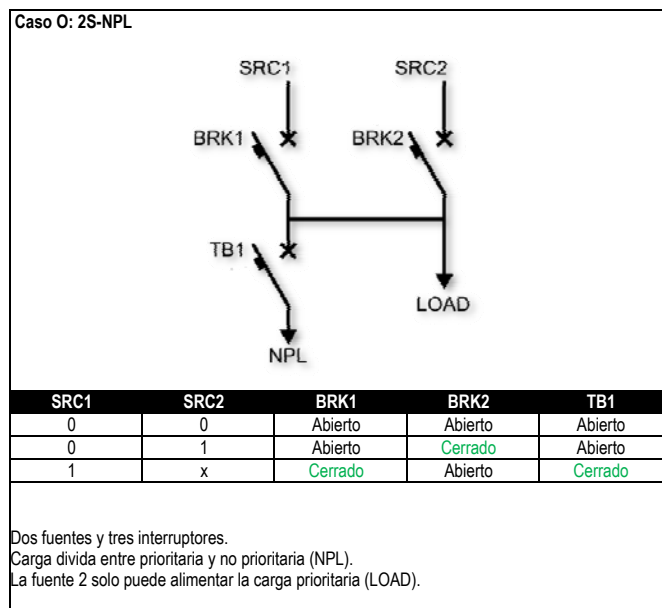 Caso O: 2S-NPL
SRC1 SRC2
BRK1 BRK2
TB1
LOAD
NPL
SRC1 SRC2 BRK1 BRK2 TB1
0 0 Abierto Abierto Abierto
0 1 Abierto Cerrado Abierto
1 x Cerrado Abierto Cerrado
Dos fuentes y tres interruptores.
Carga divida entre prioritaria y no prioritaria (NPL).
La fuente 2 solo puede alimentar la carga prioritaria (LOAD).